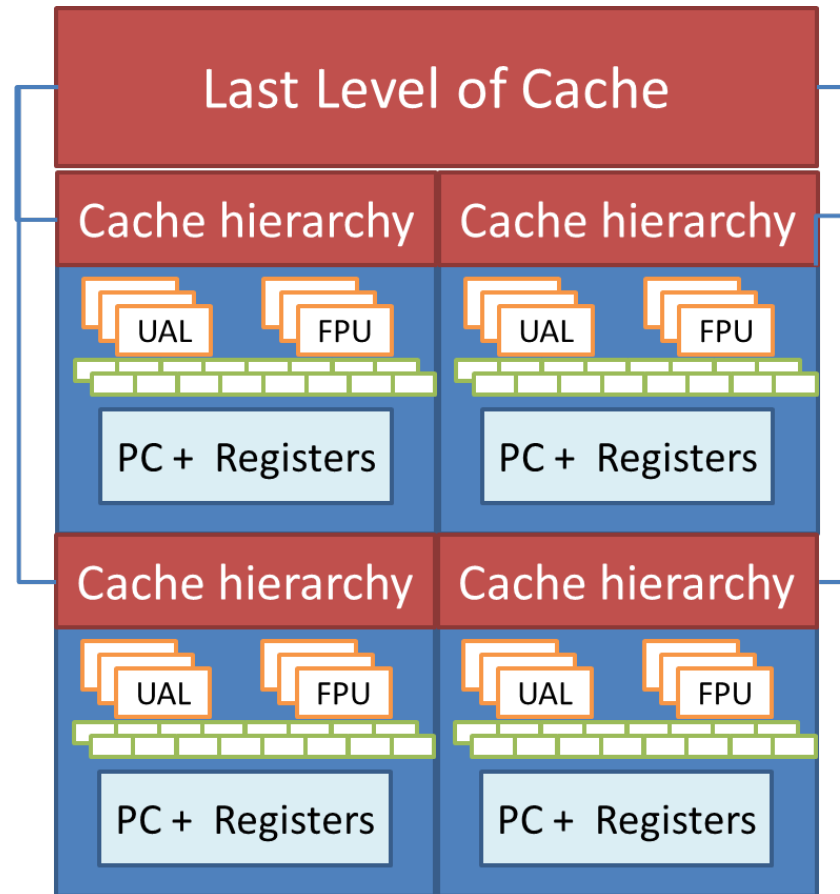 Last Level of Cache
Cache hierarchy Cache hierarchy
UAL FPU UAL FPU
PC + Registers PC + Registers
Cache hierarchy Cache hierarchy
UAL FPU UAL FPU
PC + Registers PC + Registers